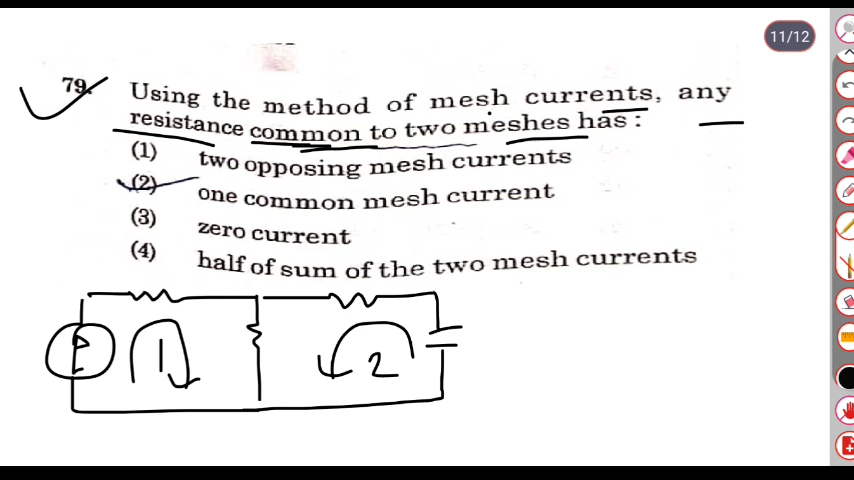 11/12
79. Using the method of mesh currents, any
resistance common to two meshes has :
(1) two opposing mesh currents
(2) one common mesh current
(3) zero current
(4) half of sum of the two mesh currents
1 2